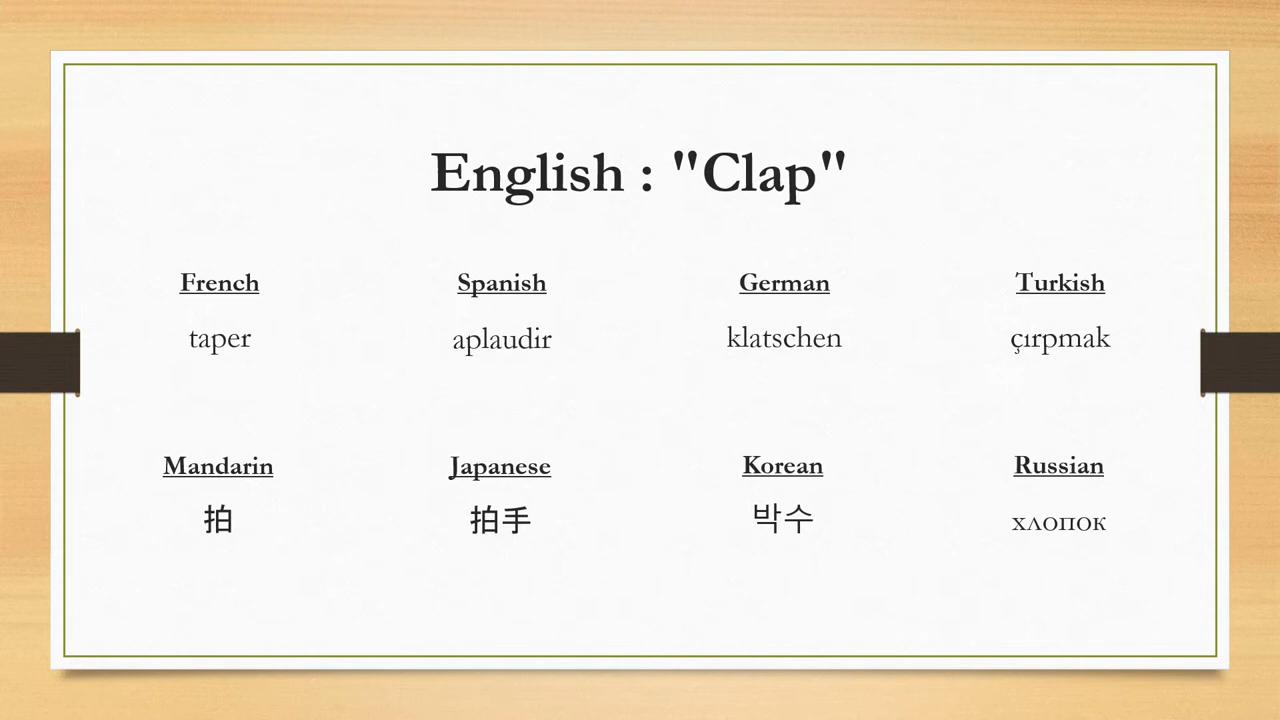 English : "Clap"
French
taper
Spanish
aplaudir
German
klatschen
Turkish
çırpmak
Mandarin
拍
Japanese
拍手
Korean
박수
Russian
хлопок